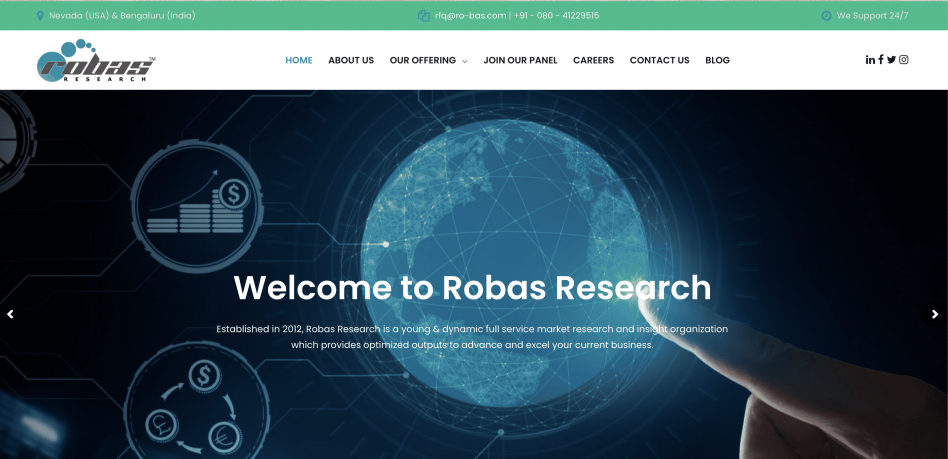 Nevada (USA) & Bengaluru (India)
rfq@ro-bas.com | +91 - 080 - 41229515
We Support 24/7
robas™
RESEARCH
HOME
ABOUT US
OUR OFFERING
JOIN OUR PANEL
CAREERS
CONTACT US
BLOG
$
Welcome to Robas Research
Established in 2012, Robas Research is a young & dynamic full service market research and insight organization
which provides optimized outputs to advance and excel your current business.
$
£
€